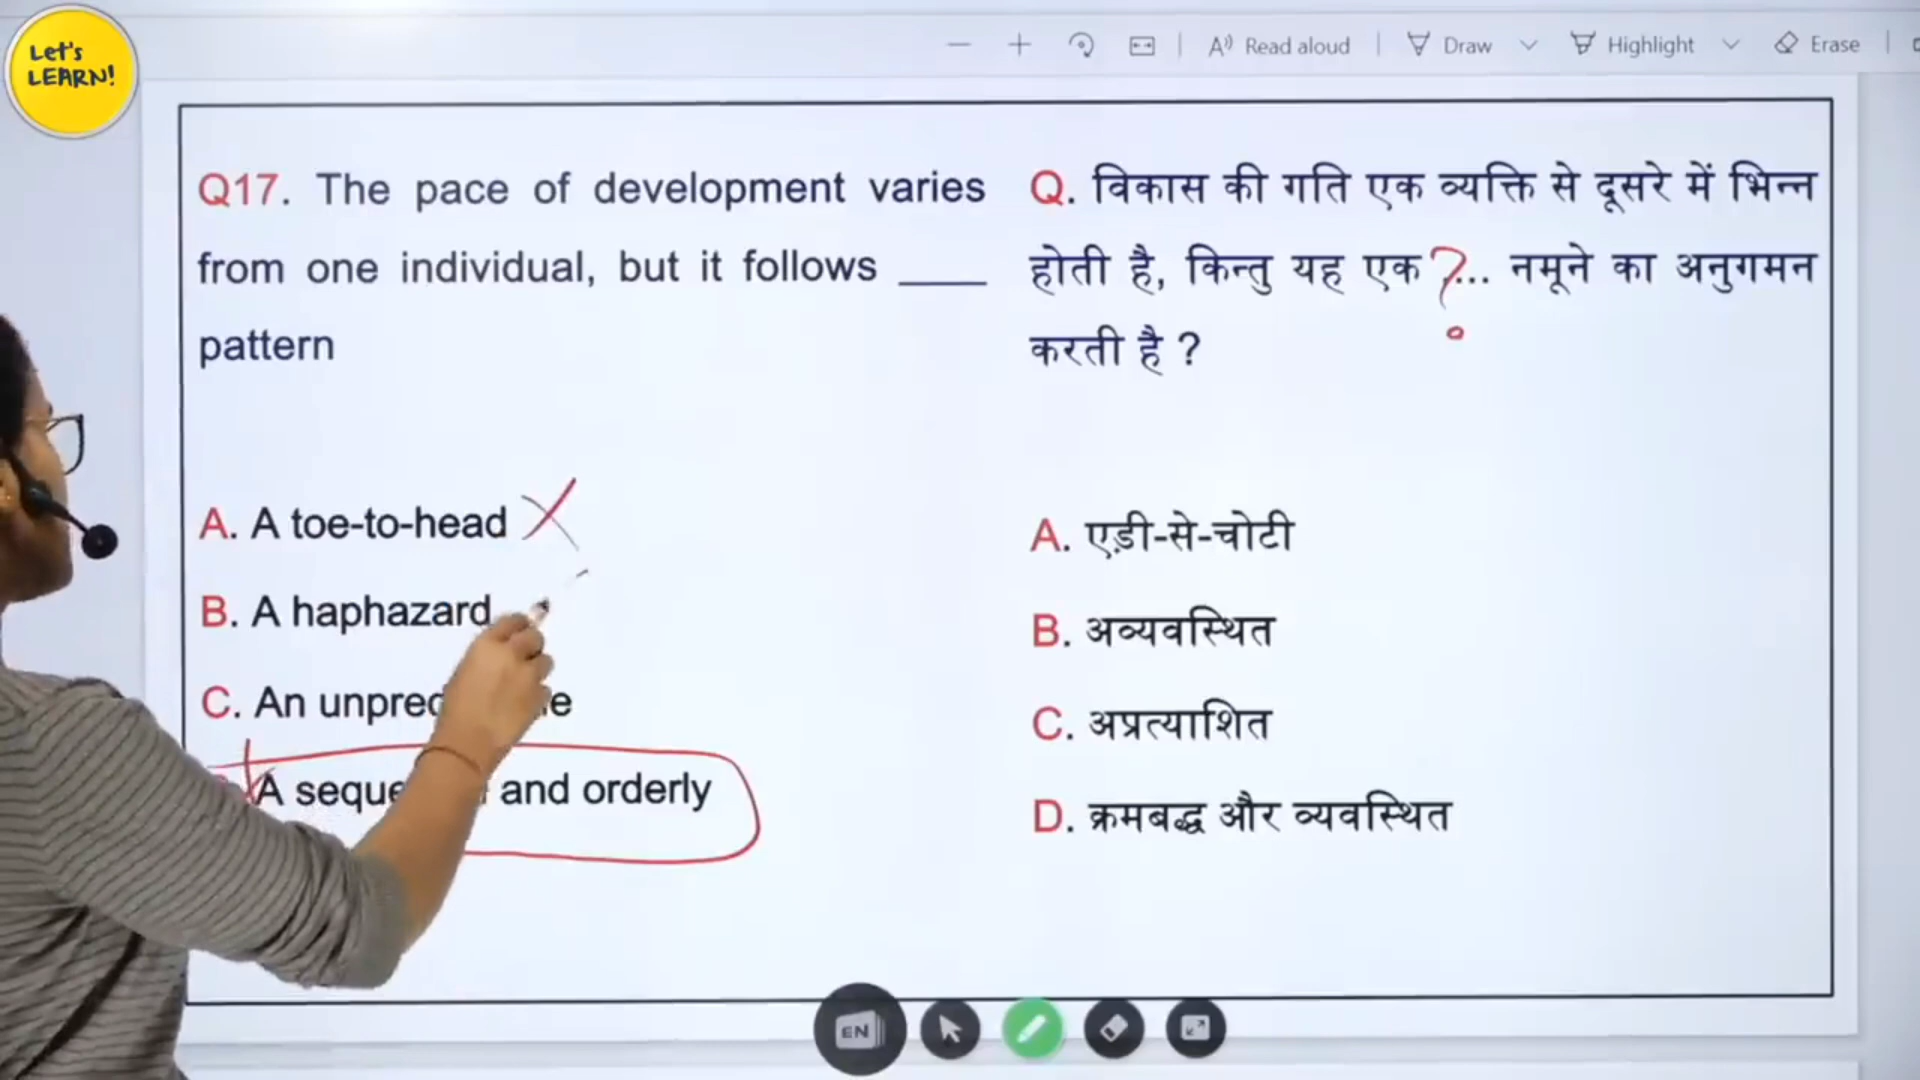 Let's
LEARN!
Read aloud
Draw
Highlight
Erase
Q17. The pace of development varies
from one individual, but it follows ____
pattern
A. A toe-to-head
B. A haphazard
C. An
A and orderly
Q. विकास की गति एक व्यक्ति से दूसरे में भिन्न
होती है, किन्तु यह एक ?... नमूने का अनुगमन
करती है ?
A. एड़ी-से-चोटी
B. अव्यवस्थित
C. अप्रत्याशित
D. क्रमबद्ध और व्यवस्थित
EN